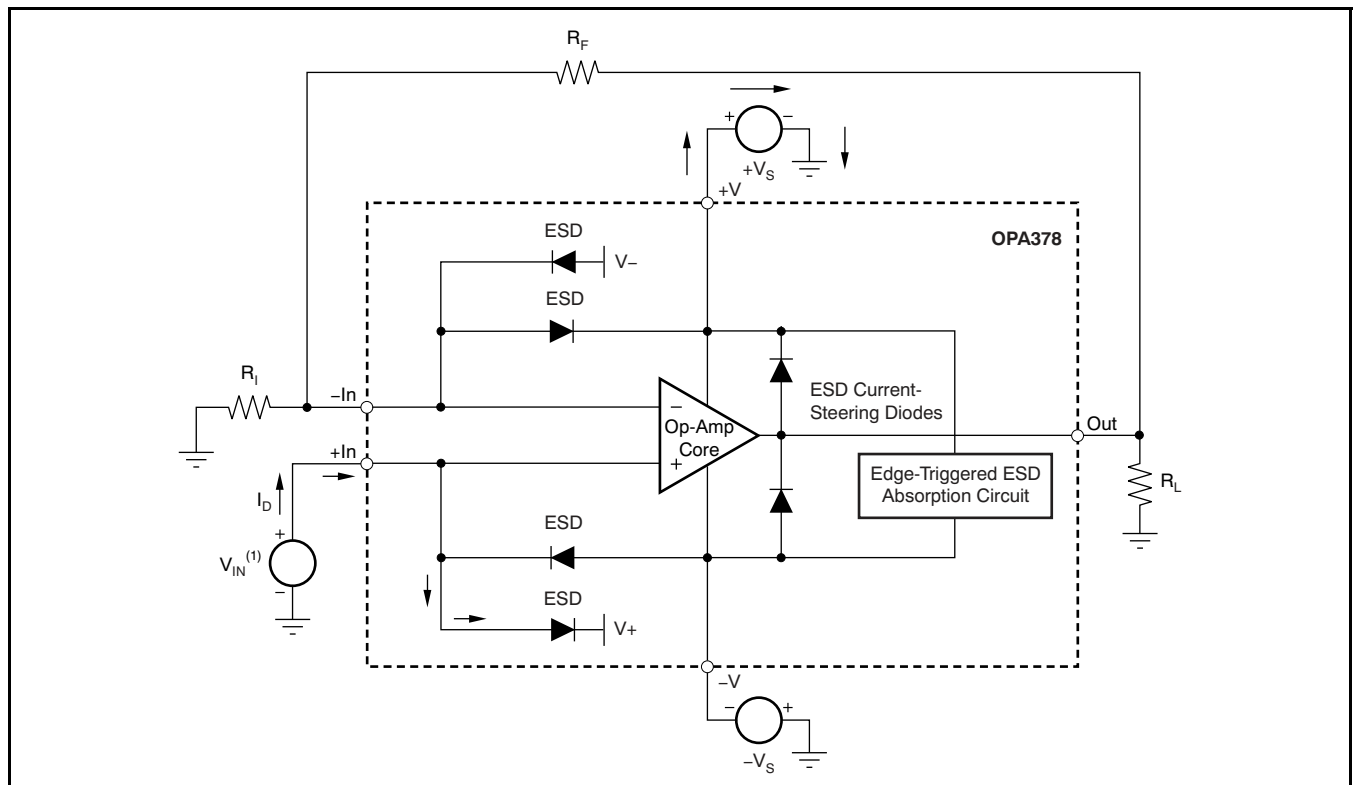 R_F
+ −
+V_S
+V
OPA378
ESD
V−
ESD
R_I
−In
−
Op-Amp
Core
+
ESD Current-
Steering Diodes
Out
+In
Edge-Triggered ESD
Absorption Circuit
R_L
I_D
+
V_IN^(1)
−
ESD
ESD
V+
−V
− +
−V_S